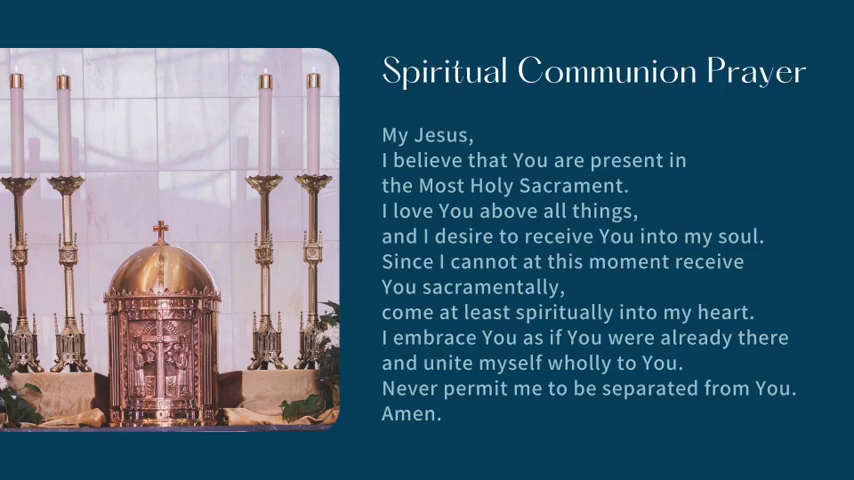 Spiritual Communion Prayer
My Jesus,
I believe that You are present in
the Most Holy Sacrament.
I love You above all things,
and I desire to receive You into my soul.
Since I cannot at this moment receive
You sacramentally,
come at least spiritually into my heart.
I embrace You as if You were already there
and unite myself wholly to You.
Never permit me to be separated from You.
Amen.